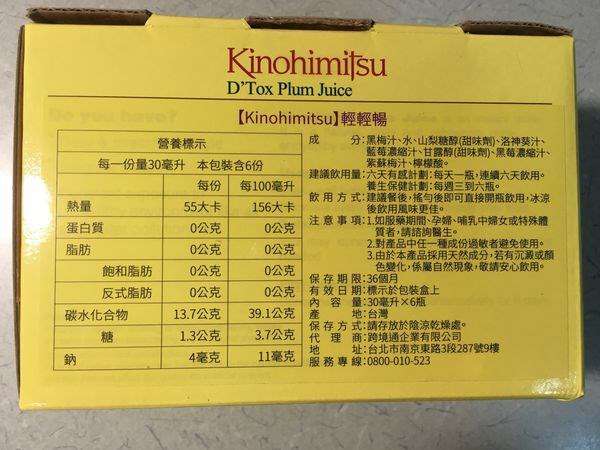 Kinohimitsu
D'Tox Plum Juice
【Kinohimitsu】輕輕暢
營養標示
每一份量30毫升 本包裝含6份
每份 每100毫升
熱量 55大卡 156大卡
蛋白質 0公克 0公克
脂肪 0公克 0公克
飽和脂肪 0公克 0公克
反式脂肪 0公克 0公克
碳水化合物 13.7公克 39.1公克
糖 1.3公克 3.7公克
鈉 4毫克 11毫克
成分:黑梅汁、水、山梨糖醇(甜味劑)、洛神葵汁、
藍莓濃縮汁、甘露醇(甜味劑)、黑莓濃縮汁、
紫蘇梅汁、檸檬酸。
建議飲用量:六天有感計劃:每天一瓶,連續六天飲用。
養生保健計劃:每週三到六瓶。
飲用方式:建議餐後,搖勻後即可直接開瓶飲用,冰涼
後飲用風味更佳。
注意事項:1.如服藥期間、孕婦、哺乳中婦女或特殊體
質者,請諮詢醫生。
2.對產品中任一種成份過敏者避免使用。
3.由於本產品採用天然成分,若有沉澱或顏
色變化,係屬自然現象,敬請安心飲用。
保存期限:36個月
有效日期:標示於包裝盒上
內容量:30毫升×6瓶
產地:台灣
保存方式:請存放於陰涼乾燥處。
代理商:跨境通企業有限公司
地址:台北市南京東路3段287號9樓
服務專線:0800-010-523